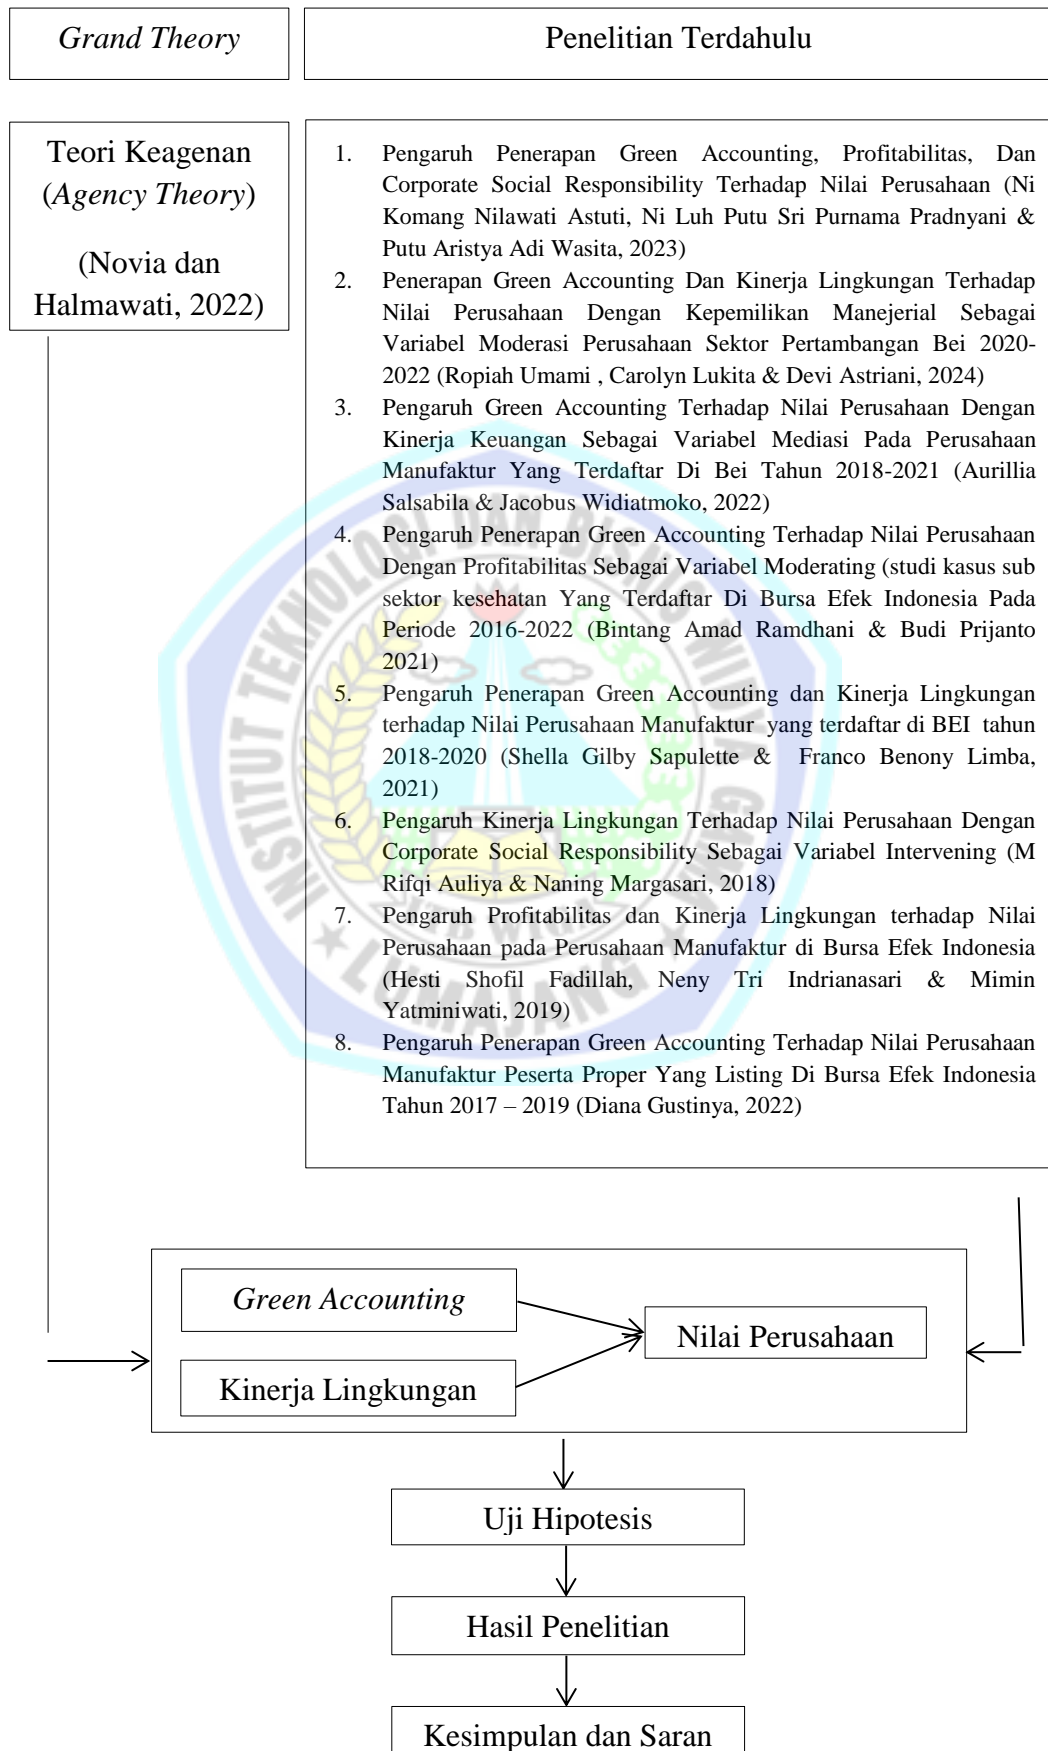 Grand Theory
Penelitian Terdahulu
Teori Keagenan
(Agency Theory)
(Novia dan
Halmawati, 2022)
1. Pengaruh Penerapan Green Accounting, Profitabilitas, Dan
Corporate Social Responsibility Terhadap Nilai Perusahaan (Ni
Komang Nilawati Astuti, Ni Luh Putu Sri Purnama Pradnyani &
Putu Aristya Adi Wasita, 2023)
2. Penerapan Green Accounting Dan Kinerja Lingkungan Terhadap
Nilai Perusahaan Dengan Kepemilikan Manejerial Sebagai
Variabel Moderasi Perusahaan Sektor Pertambangan Bei 2020-
2022 (Ropiah Umami , Carolyn Lukita & Devi Astriani, 2024)
3. Pengaruh Green Accounting Terhadap Nilai Perusahaan Dengan
Kinerja Keuangan Sebagai Variabel Mediasi Pada Perusahaan
Manufaktur Yang Terdaftar Di Bei Tahun 2018-2021 (Aurillia
Salsabila & Jacobus Widiatmoko, 2022)
4. Pengaruh Penerapan Green Accounting Terhadap Nilai Perusahaan
Dengan Profitabilitas Sebagai Variabel Moderating (studi kasus sub
sektor kesehatan Yang Terdaftar Di Bursa Efek Indonesia Pada
Periode 2016-2022 (Bintang Amad Ramdhani & Budi Prijanto
2021)
5. Pengaruh Penerapan Green Accounting dan Kinerja Lingkungan
terhadap Nilai Perusahaan Manufaktur yang terdaftar di BEI tahun
2018-2020 (Shella Gilby Sapulette & Franco Benony Limba,
2021)
6. Pengaruh Kinerja Lingkungan Terhadap Nilai Perusahaan Dengan
Corporate Social Responsibility Sebagai Variabel Intervening (M
Rifqi Auliya & Naning Margasari, 2018)
7. Pengaruh Profitabilitas dan Kinerja Lingkungan terhadap Nilai
Perusahaan pada Perusahaan Manufaktur di Bursa Efek Indonesia
(Hesti Shofil Fadillah, Neny Tri Indrianasari & Mimin
Yatminiwati, 2019)
8. Pengaruh Penerapan Green Accounting Terhadap Nilai Perusahaan
Manufaktur Peserta Proper Yang Listing Di Bursa Efek Indonesia
Tahun 2017 – 2019 (Diana Gustinya, 2022)
INSTITUT TEKNOLOGI DAN BISNIS WIDYA GAMA
LUMAJANG
ITB WIGA
Green Accounting
Nilai Perusahaan
Kinerja Lingkungan
Uji Hipotesis
Hasil Penelitian
Kesimpulan dan Saran